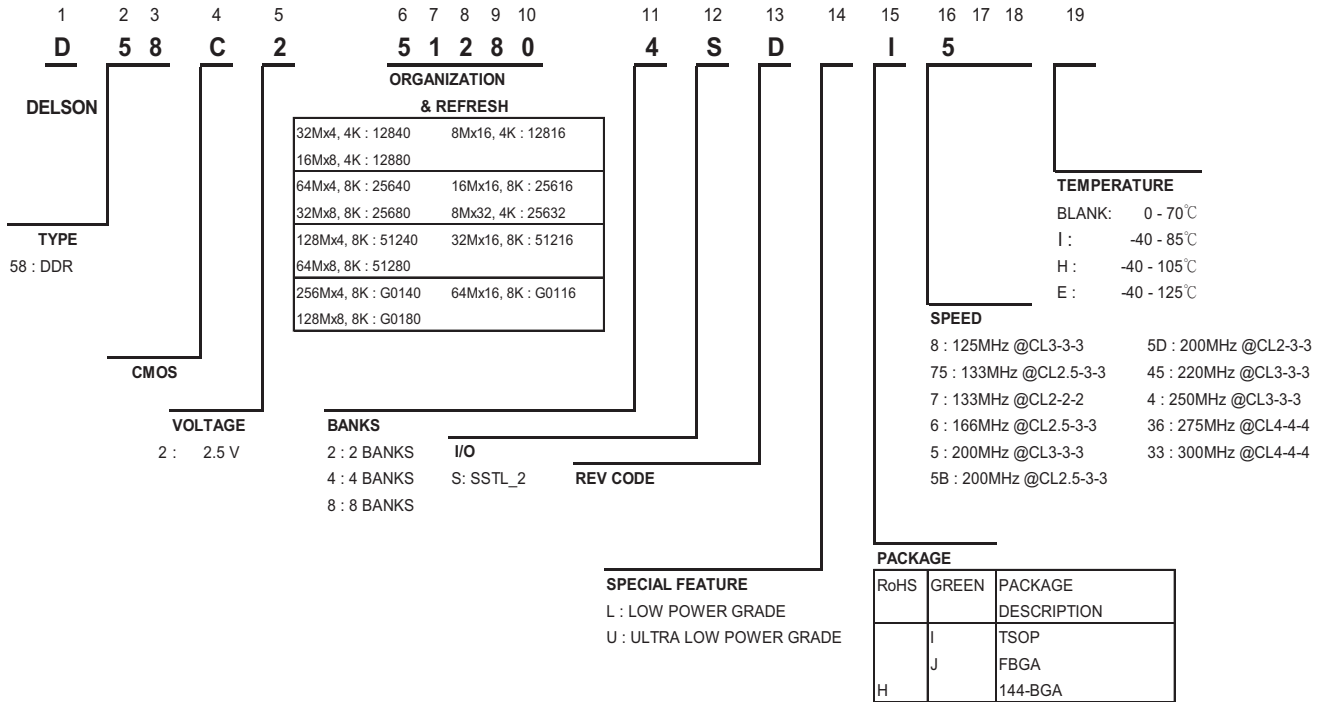 1 2 3 4 5 6 7 8 9 10 11 12 13 14 15 16 17 18 19
D 5 8 C 2 5 1 2 8 0 4 S D I 5
DELSON
ORGANIZATION
& REFRESH
32Mx4, 4K : 12840 8Mx16, 4K : 12816
16Mx8, 4K : 12880
64Mx4, 8K : 25640 16Mx16, 8K : 25616
32Mx8, 8K : 25680 8Mx32, 4K : 25632
128Mx4, 8K : 51240 32Mx16, 8K : 51216
64Mx8, 8K : 51280
256Mx4, 8K : G0140 64Mx16, 8K : G0116
128Mx8, 8K : G0180
TYPE
58 : DDR
CMOS
VOLTAGE
2 : 2.5 V
BANKS
2 : 2 BANKS
4 : 4 BANKS
8 : 8 BANKS
I/O
S: SSTL_2
REV CODE
SPECIAL FEATURE
L : LOW POWER GRADE
U : ULTRA LOW POWER GRADE
TEMPERATURE
BLANK: 0 - 70℃
I : -40 - 85℃
H : -40 - 105℃
E : -40 - 125℃
SPEED
8 : 125MHz @CL3-3-3 5D : 200MHz @CL2-3-3
75 : 133MHz @CL2.5-3-3 45 : 220MHz @CL3-3-3
7 : 133MHz @CL2-2-2 4 : 250MHz @CL3-3-3
6 : 166MHz @CL2.5-3-3 36 : 275MHz @CL4-4-4
5 : 200MHz @CL3-3-3 33 : 300MHz @CL4-4-4
5B : 200MHz @CL2.5-3-3
PACKAGE
RoHS GREEN PACKAGE
DESCRIPTION
I TSOP
J FBGA
H 144-BGA